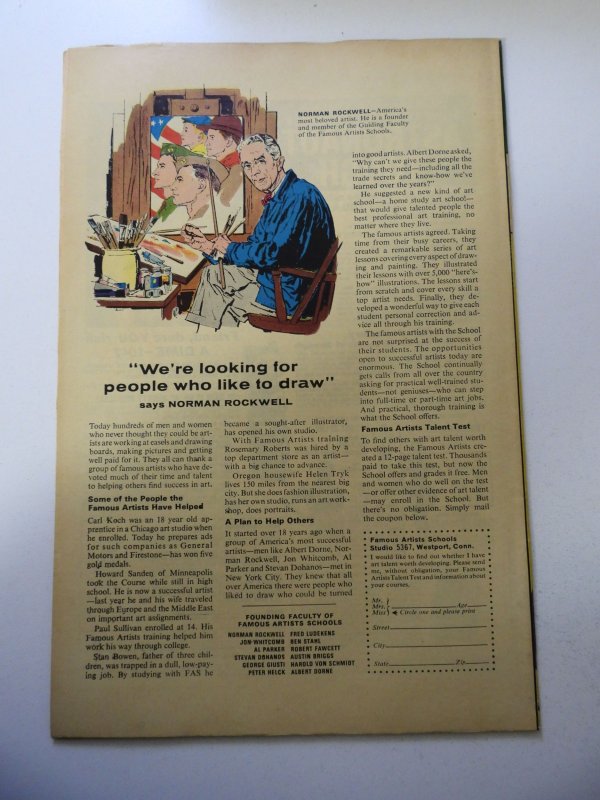 NORMAN ROCKWELL—America's
most beloved artist. He is a founder
and member of the Guiding Faculty
of the Famous Artists Schools.
"We're looking for
people who like to draw"
says NORMAN ROCKWELL
Today hundreds of men and women
who never thought they could be art-
ists are working at easels and drawing
boards, making pictures and getting
well paid for it. They all can thank a
group of famous artists who have de-
voted much of their time and talent
to helping others find success in art.
Some of the People the
Famous Artists Have Helped
Carl Koch was an 18 year old ap-
prentice in a Chicago art studio when
he enrolled. Today he prepares ads
for such companies as General
Motors and Firestone—has won five
gold medals.
Howard Sanden of Minneapolis
took the Course while still in high
school. He is now a successful artist
—last year he and his wife traveled
through Europe and the Middle East
on important art assignments.
Paul Sullivan enrolled at 14. His
Famous Artists training helped him
work his way through college.
Stan Bowen, father of three chil-
dren, was trapped in a dull, low-pay-
ing job. By studying with FAS he
became a sought-after illustrator,
has opened his own studio.
With Famous Artists training
Rosemary Roberts was hired by a
top department store as an artist—
with a big chance to advance.
Oregon housewife Helen Tryk
lives 150 miles from the nearest big
city. But she does fashion illustration,
has her own studio, runs an art work-
shop, does portraits.
A Plan to Help Others
It started over 18 years ago when a
group of America's most successful
artists—men like Albert Dorne, Nor-
man Rockwell, Jon Whitcomb, Al
Parker and Stevan Dohanos—met in
New York City. They knew that all
over America there were people who
liked to draw who could be turned
FOUNDING FACULTY OF
FAMOUS ARTISTS SCHOOLS
NORMAN ROCKWELL FRED LUDEKENS
JON WHITCOMB BEN STAHL
AL PARKER ROBERT FAWCETT
STEVAN DOHANOS AUSTIN BRIGGS
GEORGE GIUSTI HAROLD VON SCHMIDT
PETER HELCK ALBERT DORNE
into good artists. Albert Dorne asked,
"Why can't we give these people the
training they need—including all the
trade secrets and know-how we've
learned over the years?"
He suggested a new kind of art
school—a home study art school—
that would give talented people the
best professional art training, no
matter where they live.
The famous artists agreed. Taking
time from their busy careers, they
created a remarkable series of art
lessons covering every aspect of draw-
ing and painting. They illustrated
their lessons with over 5,000 "here's-
how" illustrations. The lessons start
from scratch and cover every skill a
top artist needs. Finally, they de-
veloped a wonderful way to give each
student personal correction and ad-
vice all through his training.
The famous artists with the School
are not surprised at the success of
their students. The opportunities
open to successful artists today are
enormous. The School continually
gets calls from all over the country
asking for practical well-trained stu-
dents—not geniuses—who can step
into full-time or part-time art jobs.
And practical, thorough training is
what the School offers.
Famous Artists Talent Test
To find others with art talent worth
developing, the Famous Artists cre-
ated a 12-page talent test. Thousands
paid to take this test, but now the
School offers and grades it free. Men
and women who do well on the test
—or offer other evidence of art talent
—may enroll in the School. But
there's no obligation. Simply mail
the coupon below.
Famous Artists Schools
Studio 5367, Westport, Conn.
I would like to find out whether I have
art talent worth developing. Please send
me, without obligation, your Famous
Artists Talent Test and information about
your courses.
Mr.
Mrs. Age
Miss Circle one and please print
Street
City
State Zip